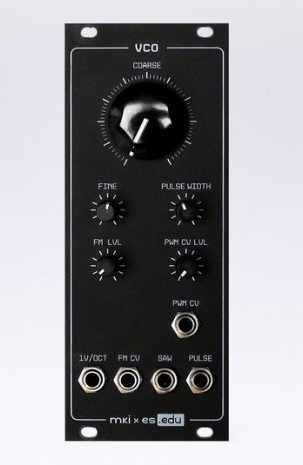 VCO
COARSE
FINE PULSE WIDTH
FM LVL PWM CV LVL
PWM CV
1V/OCT FM CV SAW PULSE
mki x es.edu